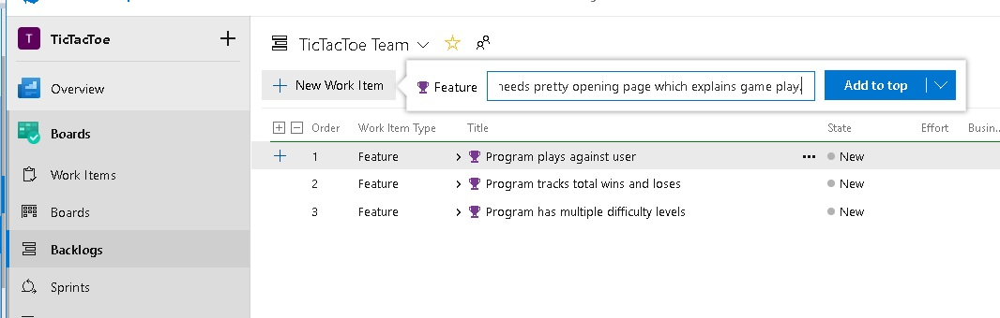 T TicTacToe
TicTacToe Team
New Work Item
Feature
needs pretty opening page which explains game play.
Add to top
Overview
Boards
Work Items
Boards
Backlogs
Sprints
Order Work Item Type Title State Effort Busin..
1 Feature Program plays against user ... New
2 Feature Program tracks total wins and loses New
3 Feature Program has multiple difficulty levels New